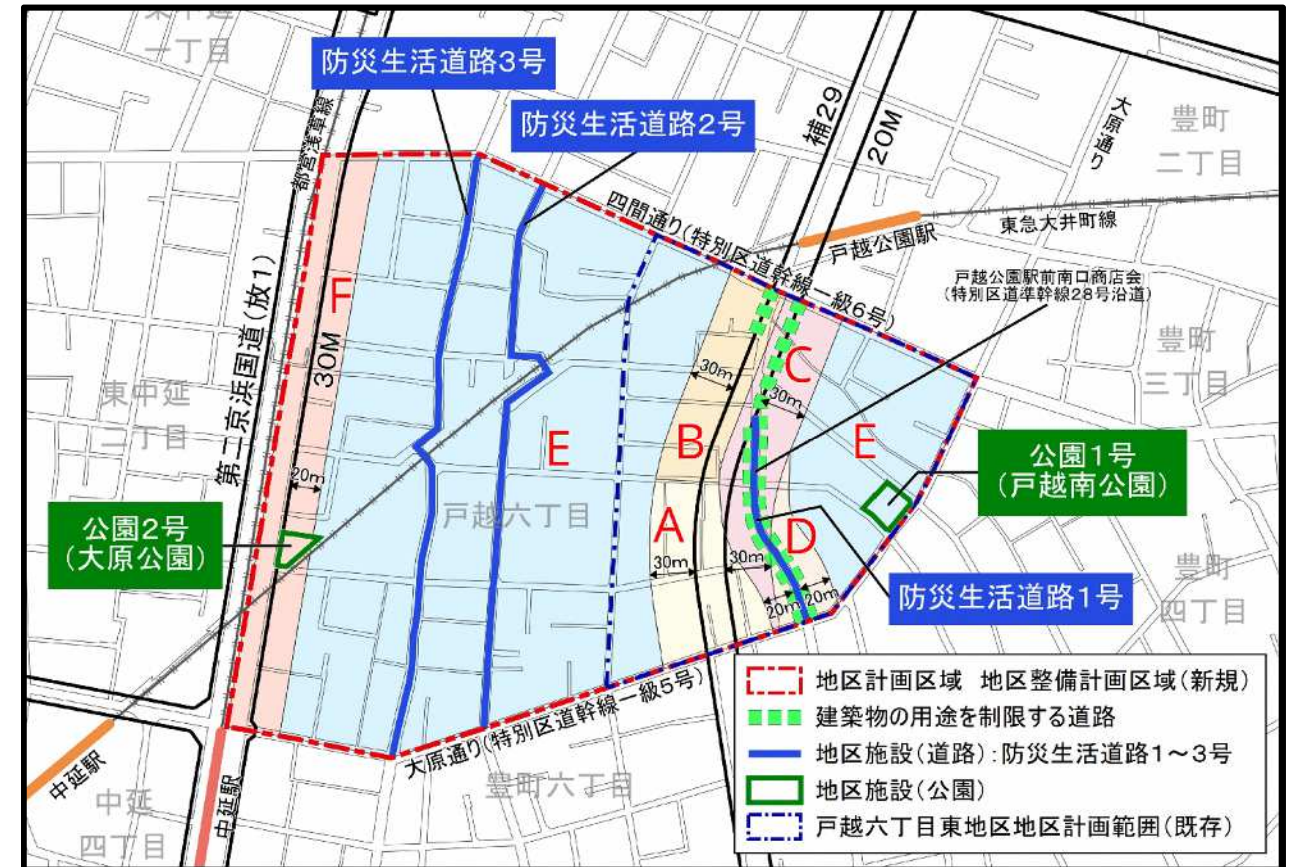 東中延
一丁目
防災生活道路3号
防災生活道路2号
補29
20M
大原通り
豊町
二丁目
都営浅草線
四間通り(特別区道幹線一級6号)
戸越公園駅
東急大井町線
戸越公園駅前南口商店会
(特別区道準幹線28号沿道)
第二京浜国道(放1)
30M
F
C
30m
30m
豊町
三丁目
東中延
二丁目
B
E
E
公園1号
(戸越南公園)
20m
戸越六丁目
公園2号
(大原公園)
A
D
30m
30m
20m
20m
防災生活道路1号
豊町
四丁目
大原通り(特別区道幹線一級5号)
豊町六丁目
中延駅
中延駅
中延
四丁目
地区計画区域 地区整備計画区域(新規)
建築物の用途を制限する道路
地区施設(道路):防災生活道路1～3号
地区施設(公園)
戸越六丁目東地区地区計画範囲(既存)